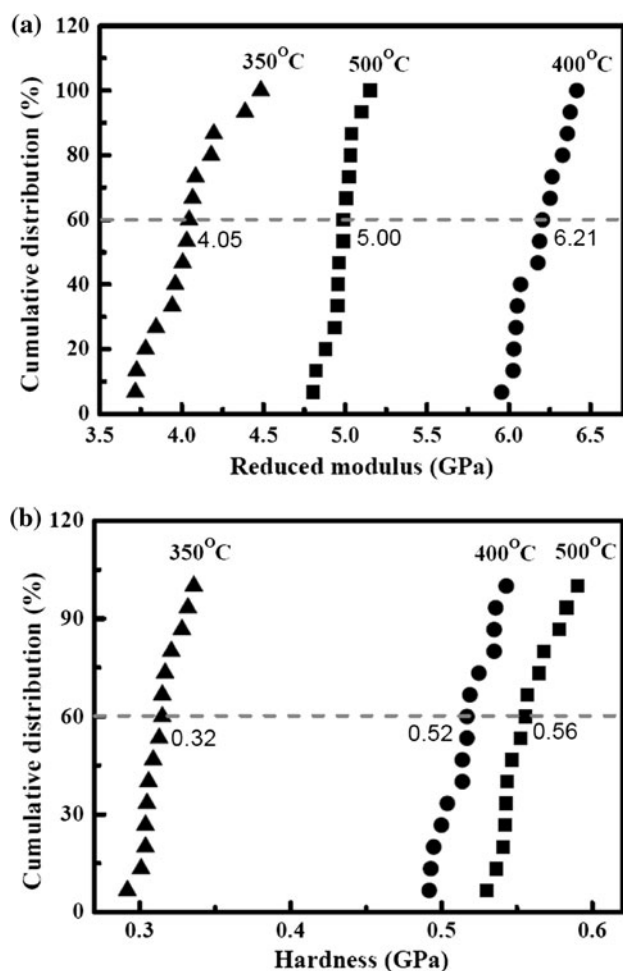 (a)
120
350°C
500°C
400°C
100
80
60
40
20
0
4.05
5.00
6.21
Cumulative distribution (%)
3.5 4.0 4.5 5.0 5.5 6.0 6.5
Reduced modulus (GPa)
(b)
120
350°C
400°C
500°C
90
60
30
0
0.32
0.52
0.56
Cumulative distribution (%)
0.3 0.4 0.5 0.6
Hardness (GPa)